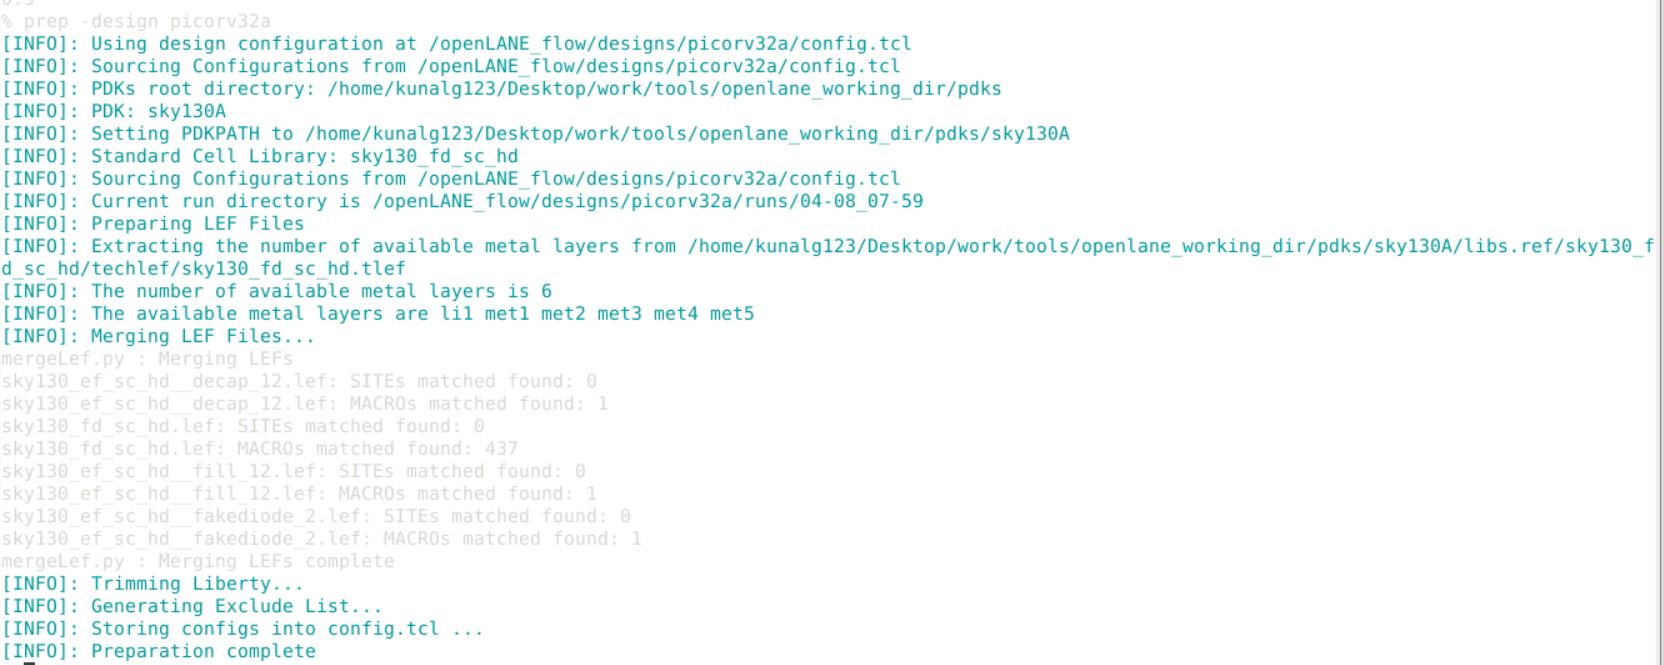 0.9
% prep -design picorv32a
[INFO]: Using design configuration at /openLANE_flow/designs/picorv32a/config.tcl
[INFO]: Sourcing Configurations from /openLANE_flow/designs/picorv32a/config.tcl
[INFO]: PDKs root directory: /home/kunalg123/Desktop/work/tools/openlane_working_dir/pdks
[INFO]: PDK: sky130A
[INFO]: Setting PDKPATH to /home/kunalg123/Desktop/work/tools/openlane_working_dir/pdks/sky130A
[INFO]: Standard Cell Library: sky130_fd_sc_hd
[INFO]: Sourcing Configurations from /openLANE_flow/designs/picorv32a/config.tcl
[INFO]: Current run directory is /openLANE_flow/designs/picorv32a/runs/04-08_07-59
[INFO]: Preparing LEF Files
[INFO]: Extracting the number of available metal layers from /home/kunalg123/Desktop/work/tools/openlane_working_dir/pdks/sky130A/libs.ref/sky130_f
d_sc_hd/techlef/sky130_fd_sc_hd.tlef
[INFO]: The number of available metal layers is 6
[INFO]: The available metal layers are li1 met1 met2 met3 met4 met5
[INFO]: Merging LEF Files...
mergeLef.py : Merging LEFs
sky130_ef_sc_hd__decap_12.lef: SITEs matched found: 0
sky130_ef_sc_hd__decap_12.lef: MACROs matched found: 1
sky130_fd_sc_hd.lef: SITEs matched found: 0
sky130_fd_sc_hd.lef: MACROs matched found: 437
sky130_ef_sc_hd__fill_12.lef: SITEs matched found: 0
sky130_ef_sc_hd__fill_12.lef: MACROs matched found: 1
sky130_ef_sc_hd__fakediode_2.lef: SITEs matched found: 0
sky130_ef_sc_hd__fakediode_2.lef: MACROs matched found: 1
mergeLef.py : Merging LEFs complete
[INFO]: Trimming Liberty...
[INFO]: Generating Exclude List...
[INFO]: Storing configs into config.tcl ...
[INFO]: Preparation complete